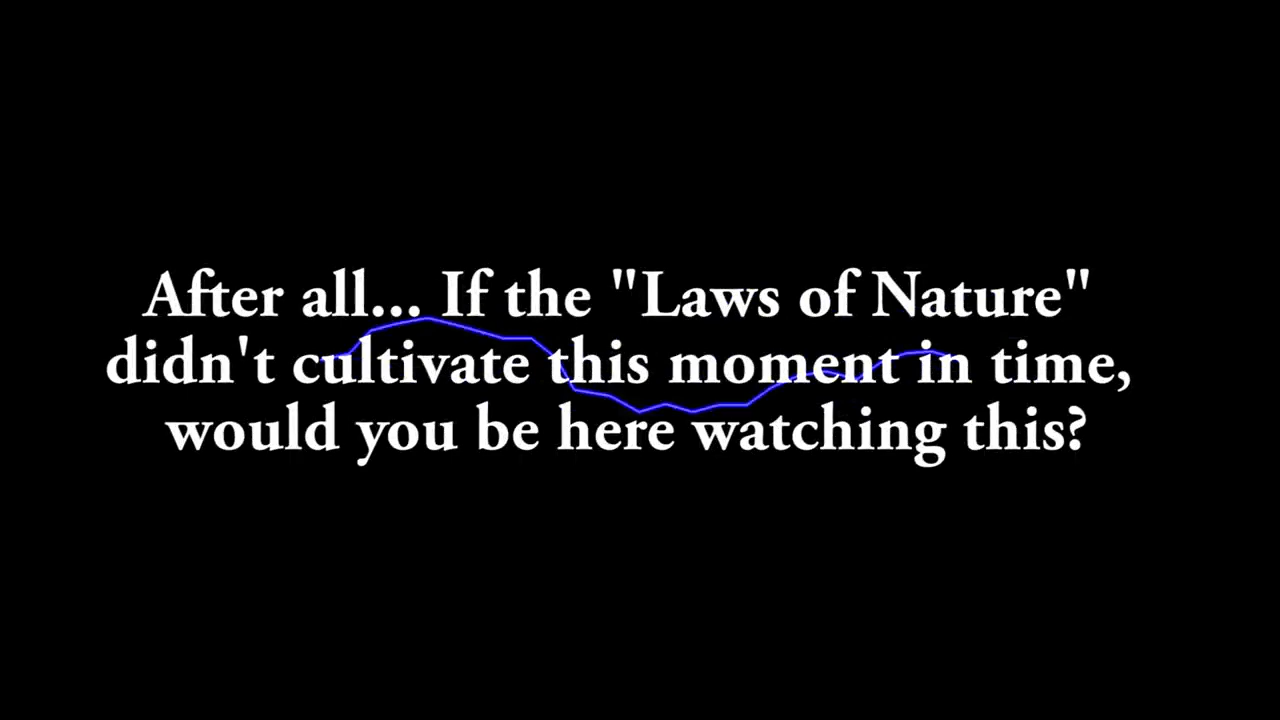 After all... If the "Laws of Nature"
didn't cultivate this moment in time,
would you be here watching this?